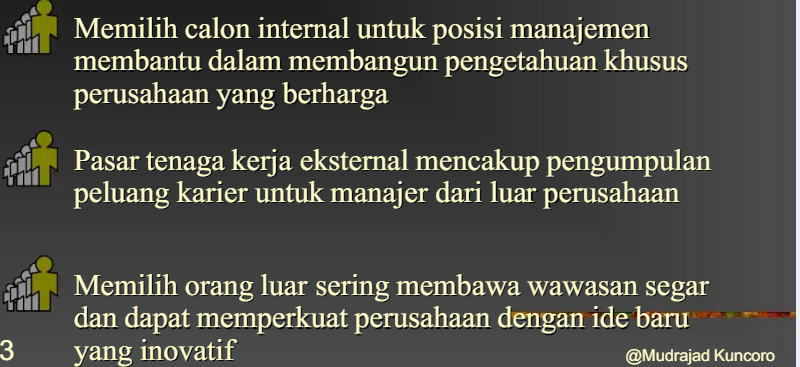 Memilih calon internal untuk posisi manajemen
membantu dalam membangun pengetahuan khusus
perusahaan yang berharga
Pasar tenaga kerja eksternal mencakup pengumpulan
peluang karier untuk manajer dari luar perusahaan
Memilih orang luar sering membawa wawasan segar
dan dapat memperkuat perusahaan dengan ide baru
yang inovatif
3
@Mudrajad Kuncoro